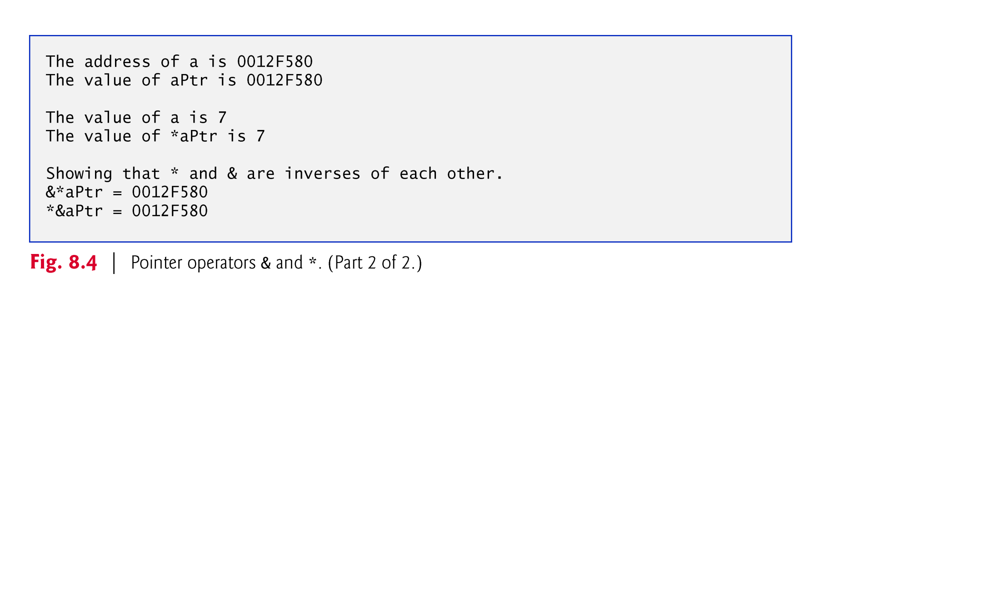 The address of a is 0012F580
The value of aPtr is 0012F580
The value of a is 7
The value of *aPtr is 7
Showing that * and & are inverses of each other.
&*aPtr = 0012F580
*&aPtr = 0012F580
Fig. 8.4 | Pointer operators & and *. (Part 2 of 2.)